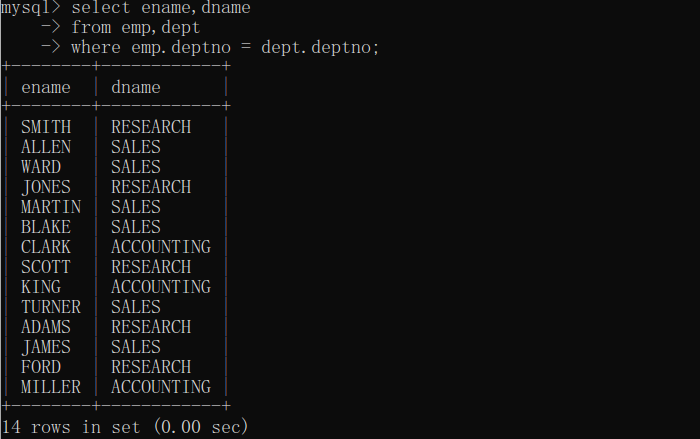 mysql> select ename,dname
    -> from emp,dept
    -> where emp.deptno = dept.deptno;
+--------+------------+
| ename  | dname      |
+--------+------------+
| SMITH  | RESEARCH   |
| ALLEN  | SALES      |
| WARD   | SALES      |
| JONES  | RESEARCH   |
| MARTIN | SALES      |
| BLAKE  | SALES      |
| CLARK  | ACCOUNTING |
| SCOTT  | RESEARCH   |
| KING   | ACCOUNTING |
| TURNER | SALES      |
| ADAMS  | RESEARCH   |
| JAMES  | SALES      |
| FORD   | RESEARCH   |
| MILLER | ACCOUNTING |
+--------+------------+
14 rows in set (0.00 sec)